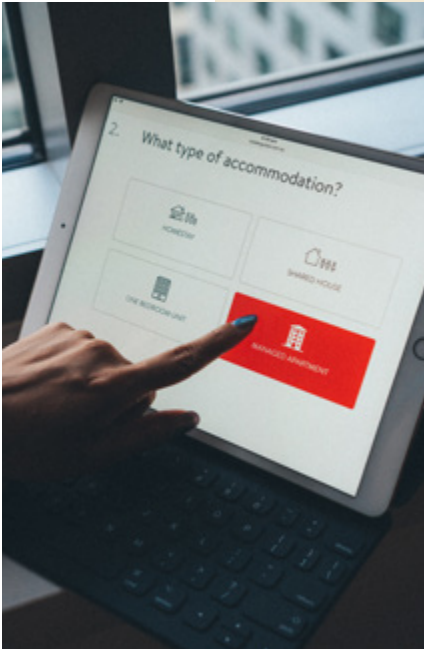 2.
What type of accommodation?
HOMESTAY
SHARED HOUSE
ONE BEDROOM UNIT
MANAGED APARTMENT